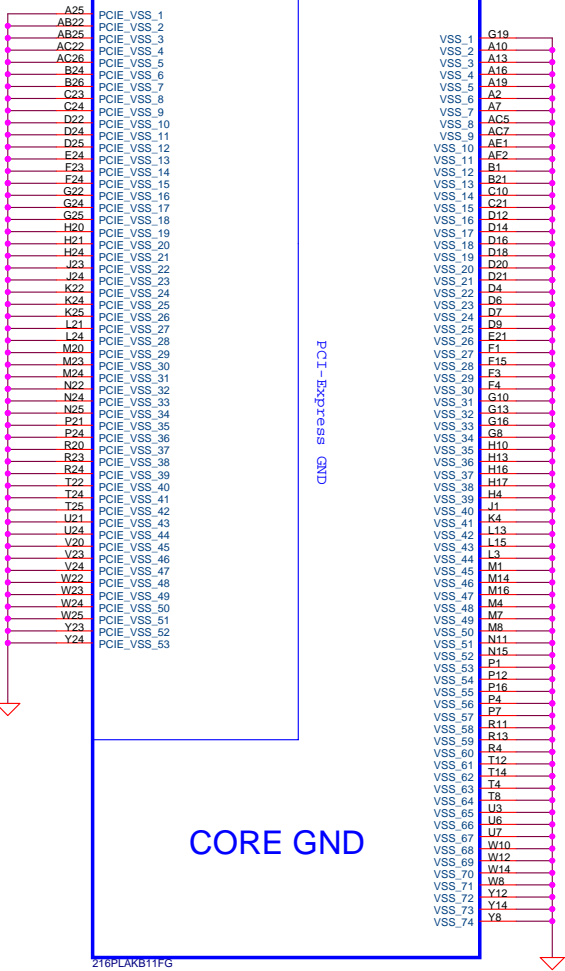 A25 PCIE_VSS_1
AB22 PCIE_VSS_2
AB25 PCIE_VSS_3
AC22 PCIE_VSS_4
AC26 PCIE_VSS_5
B24 PCIE_VSS_6
B26 PCIE_VSS_7
C23 PCIE_VSS_8
C24 PCIE_VSS_9
D22 PCIE_VSS_10
D24 PCIE_VSS_11
D25 PCIE_VSS_12
E24 PCIE_VSS_13
F23 PCIE_VSS_14
F24 PCIE_VSS_15
G22 PCIE_VSS_16
G24 PCIE_VSS_17
G25 PCIE_VSS_18
H20 PCIE_VSS_19
H21 PCIE_VSS_20
H24 PCIE_VSS_21
J23 PCIE_VSS_22
J24 PCIE_VSS_23
K22 PCIE_VSS_24
K24 PCIE_VSS_25
K25 PCIE_VSS_26
L21 PCIE_VSS_27
L24 PCIE_VSS_28
M20 PCIE_VSS_29
M23 PCIE_VSS_30
M24 PCIE_VSS_31
N22 PCIE_VSS_32
N24 PCIE_VSS_33
N25 PCIE_VSS_34
P21 PCIE_VSS_35
P24 PCIE_VSS_36
R20 PCIE_VSS_37
R23 PCIE_VSS_38
R24 PCIE_VSS_39
T22 PCIE_VSS_40
T24 PCIE_VSS_41
T25 PCIE_VSS_42
U21 PCIE_VSS_43
U24 PCIE_VSS_44
V20 PCIE_VSS_45
V23 PCIE_VSS_46
V24 PCIE_VSS_47
W22 PCIE_VSS_48
W23 PCIE_VSS_49
W24 PCIE_VSS_50
W25 PCIE_VSS_51
Y23 PCIE_VSS_52
Y24 PCIE_VSS_53
PCI-Express GND
VSS_1 G19
VSS_2 A10
VSS_3 A13
VSS_4 A16
VSS_5 A19
VSS_6 A2
VSS_7 A7
VSS_8 AC5
VSS_9 AC7
VSS_10 AE1
VSS_11 AF2
VSS_12 B1
VSS_13 B21
VSS_14 C10
VSS_15 C21
VSS_16 D12
VSS_17 D14
VSS_18 D16
VSS_19 D18
VSS_20 D20
VSS_21 D21
VSS_22 D4
VSS_23 D6
VSS_24 D7
VSS_25 D9
VSS_26 E21
VSS_27 F1
VSS_28 F15
VSS_29 F3
VSS_30 F4
VSS_31 G10
VSS_32 G13
VSS_33 G16
VSS_34 G8
VSS_35 H10
VSS_36 H13
VSS_37 H16
VSS_38 H17
VSS_39 H4
VSS_40 J1
VSS_41 K4
VSS_42 L13
VSS_43 L15
VSS_44 L3
VSS_45 M1
VSS_46 M14
VSS_47 M16
VSS_48 M4
VSS_49 M7
VSS_50 M8
VSS_51 N11
VSS_52 N15
VSS_53 P1
VSS_54 P12
VSS_55 P16
VSS_56 P4
VSS_57 P7
VSS_58 R11
VSS_59 R13
VSS_60 R4
VSS_61 T12
VSS_62 T14
VSS_63 T4
VSS_64 T8
VSS_65 U3
VSS_66 U6
VSS_67 U7
VSS_68 W10
VSS_69 W12
VSS_70 W14
VSS_71 W8
VSS_72 Y12
VSS_73 Y14
VSS_74 Y8
CORE GND
216PLAKB11FG